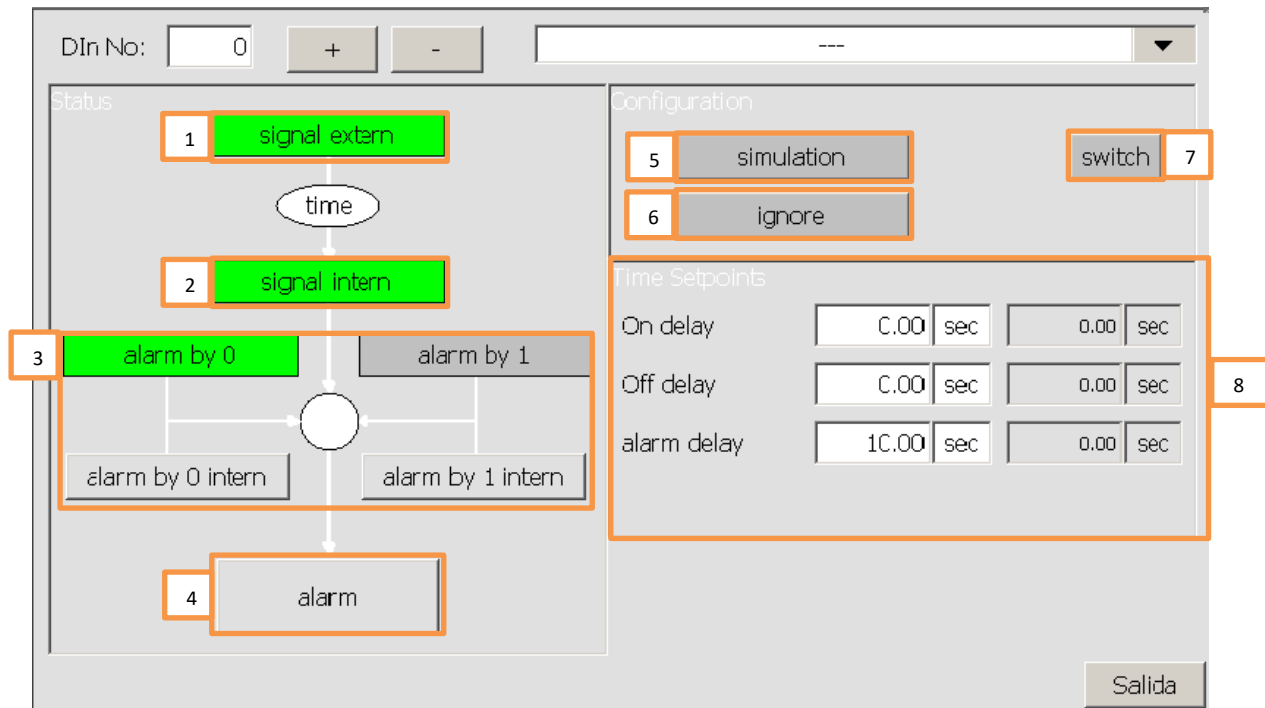 DIn No: 0 + - ---
Status
1 signal extern
time
2 signal intern
3 alarm by 0 alarm by 1
alarm by 0 intern alarm by 1 intern
4 alarm
Configuration
5 simulation switch 7
6 ignore
Time Setpoints
On delay 0.00 sec 0.00 sec
Off delay 0.00 sec 0.00 sec
8
alarm delay 10.00 sec 0.00 sec
Salida